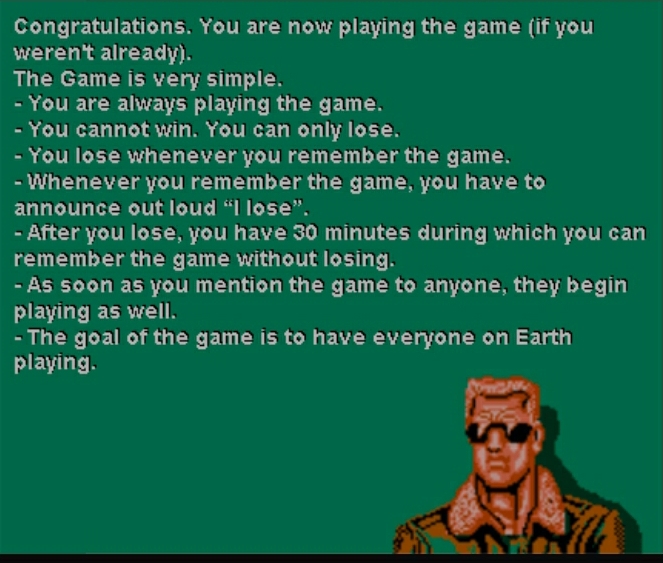 Congratulations. You are now playing the game (if you
weren't already).
The Game is very simple.
- You are always playing the game.
- You cannot win. You can only lose.
- You lose whenever you remember the game.
- Whenever you remember the game, you have to
announce out loud “I lose”.
- After you lose, you have 30 minutes during which you can
remember the game without losing.
- As soon as you mention the game to anyone, they begin
playing as well.
- The goal of the game is to have everyone on Earth
playing.